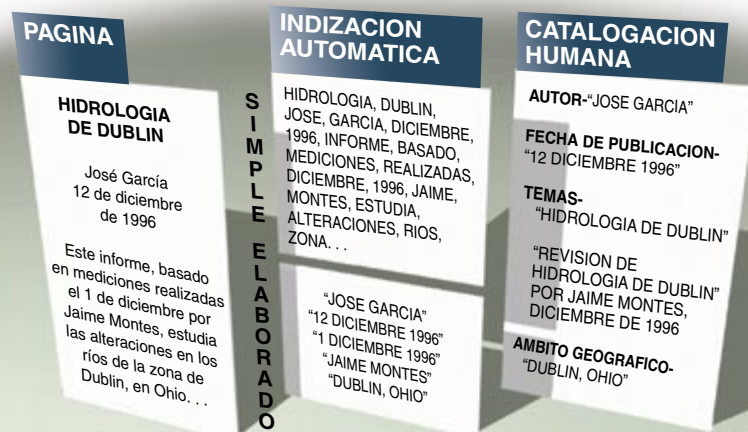 PAGINA
HIDROLOGIA
DE DUBLIN
José García
12 de diciembre
de 1996
Este informe, basado
en mediciones realizadas
el 1 de diciembre por
Jaime Montes, estudia
las alteraciones en los
ríos de la zona de
Dublin, en Ohio. . .
SIMPLE ELABORADO
INDIZACION
AUTOMATICA
HIDROLOGIA, DUBLIN,
JOSE, GARCIA, DICIEMBRE,
1996, INFORME, BASADO,
MEDICIONES, REALIZADAS,
DICIEMBRE, 1996, JAIME,
MONTES, ESTUDIA,
ALTERACIONES, RIOS,
ZONA. . .
“JOSE GARCIA”
“12 DICIEMBRE 1996”
“1 DICIEMBRE 1996”
“JAIME MONTES”
“DUBLIN, OHIO”
CATALOGACION
HUMANA
AUTOR-“JOSE GARCIA”
FECHA DE PUBLICACION-
“12 DICIEMBRE 1996”
TEMAS-
“HIDROLOGIA DE DUBLIN”
“REVISION DE
HIDROLOGIA DE DUBLIN”
POR JAIME MONTES,
DICIEMBRE DE 1996
AMBITO GEOGRAFICO-
“DUBLIN, OHIO”